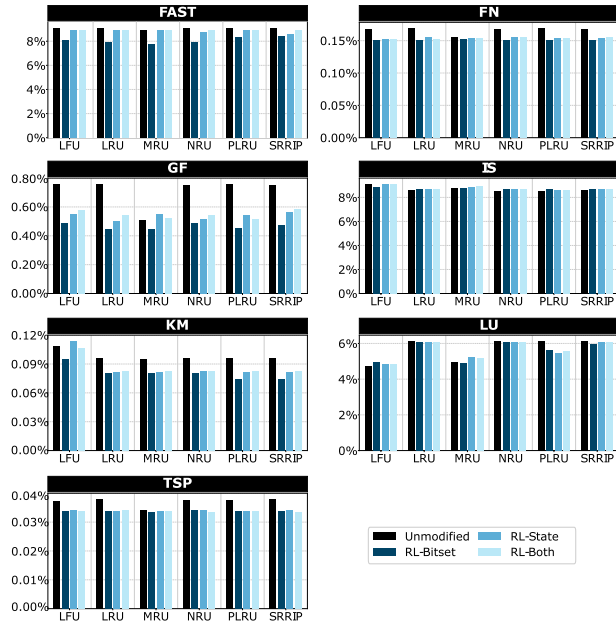 FAST
8%
6%
4%
2%
0%
LFU LRU MRU NRU PLRU SRRIP
FN
0.15%
0.10%
0.05%
0.00%
LFU LRU MRU NRU PLRU SRRIP
GF
0.80%
0.60%
0.40%
0.20%
0.00%
LFU LRU MRU NRU PLRU SRRIP
IS
8%
6%
4%
2%
0%
LFU LRU MRU NRU PLRU SRRIP
KM
0.12%
0.09%
0.06%
0.03%
0.00%
LFU LRU MRU NRU PLRU SRRIP
LU
6%
4%
2%
0%
LFU LRU MRU NRU PLRU SRRIP
TSP
0.04%
0.03%
0.02%
0.01%
0.00%
LFU LRU MRU NRU PLRU SRRIP
Unmodified RL-State
RL-Bitset RL-Both